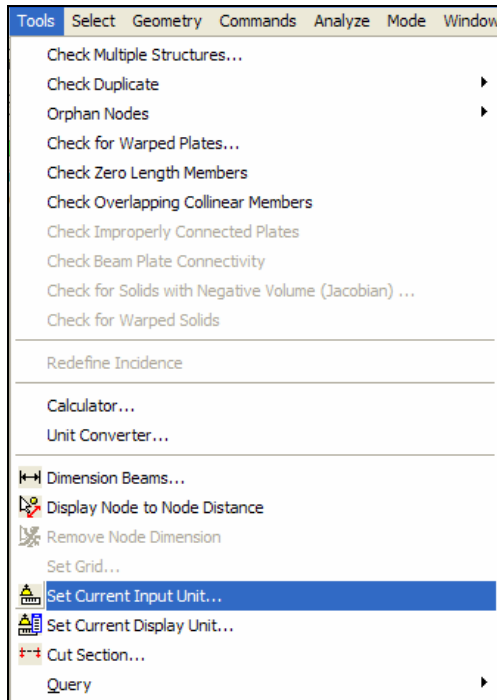 Tools Select Geometry Commands Analyze Mode Window
Check Multiple Structures...
Check Duplicate
Orphan Nodes
Check for Warped Plates...
Check Zero Length Members
Check Overlapping Collinear Members
Check Improperly Connected Plates
Check Beam Plate Connectivity
Check for Solids with Negative Volume (Jacobian) ...
Check for Warped Solids
Redefine Incidence
Calculator...
Unit Converter...
Dimension Beams...
Display Node to Node Distance
Remove Node Dimension
Set Grid...
Set Current Input Unit...
Set Current Display Unit...
Cut Section...
Query